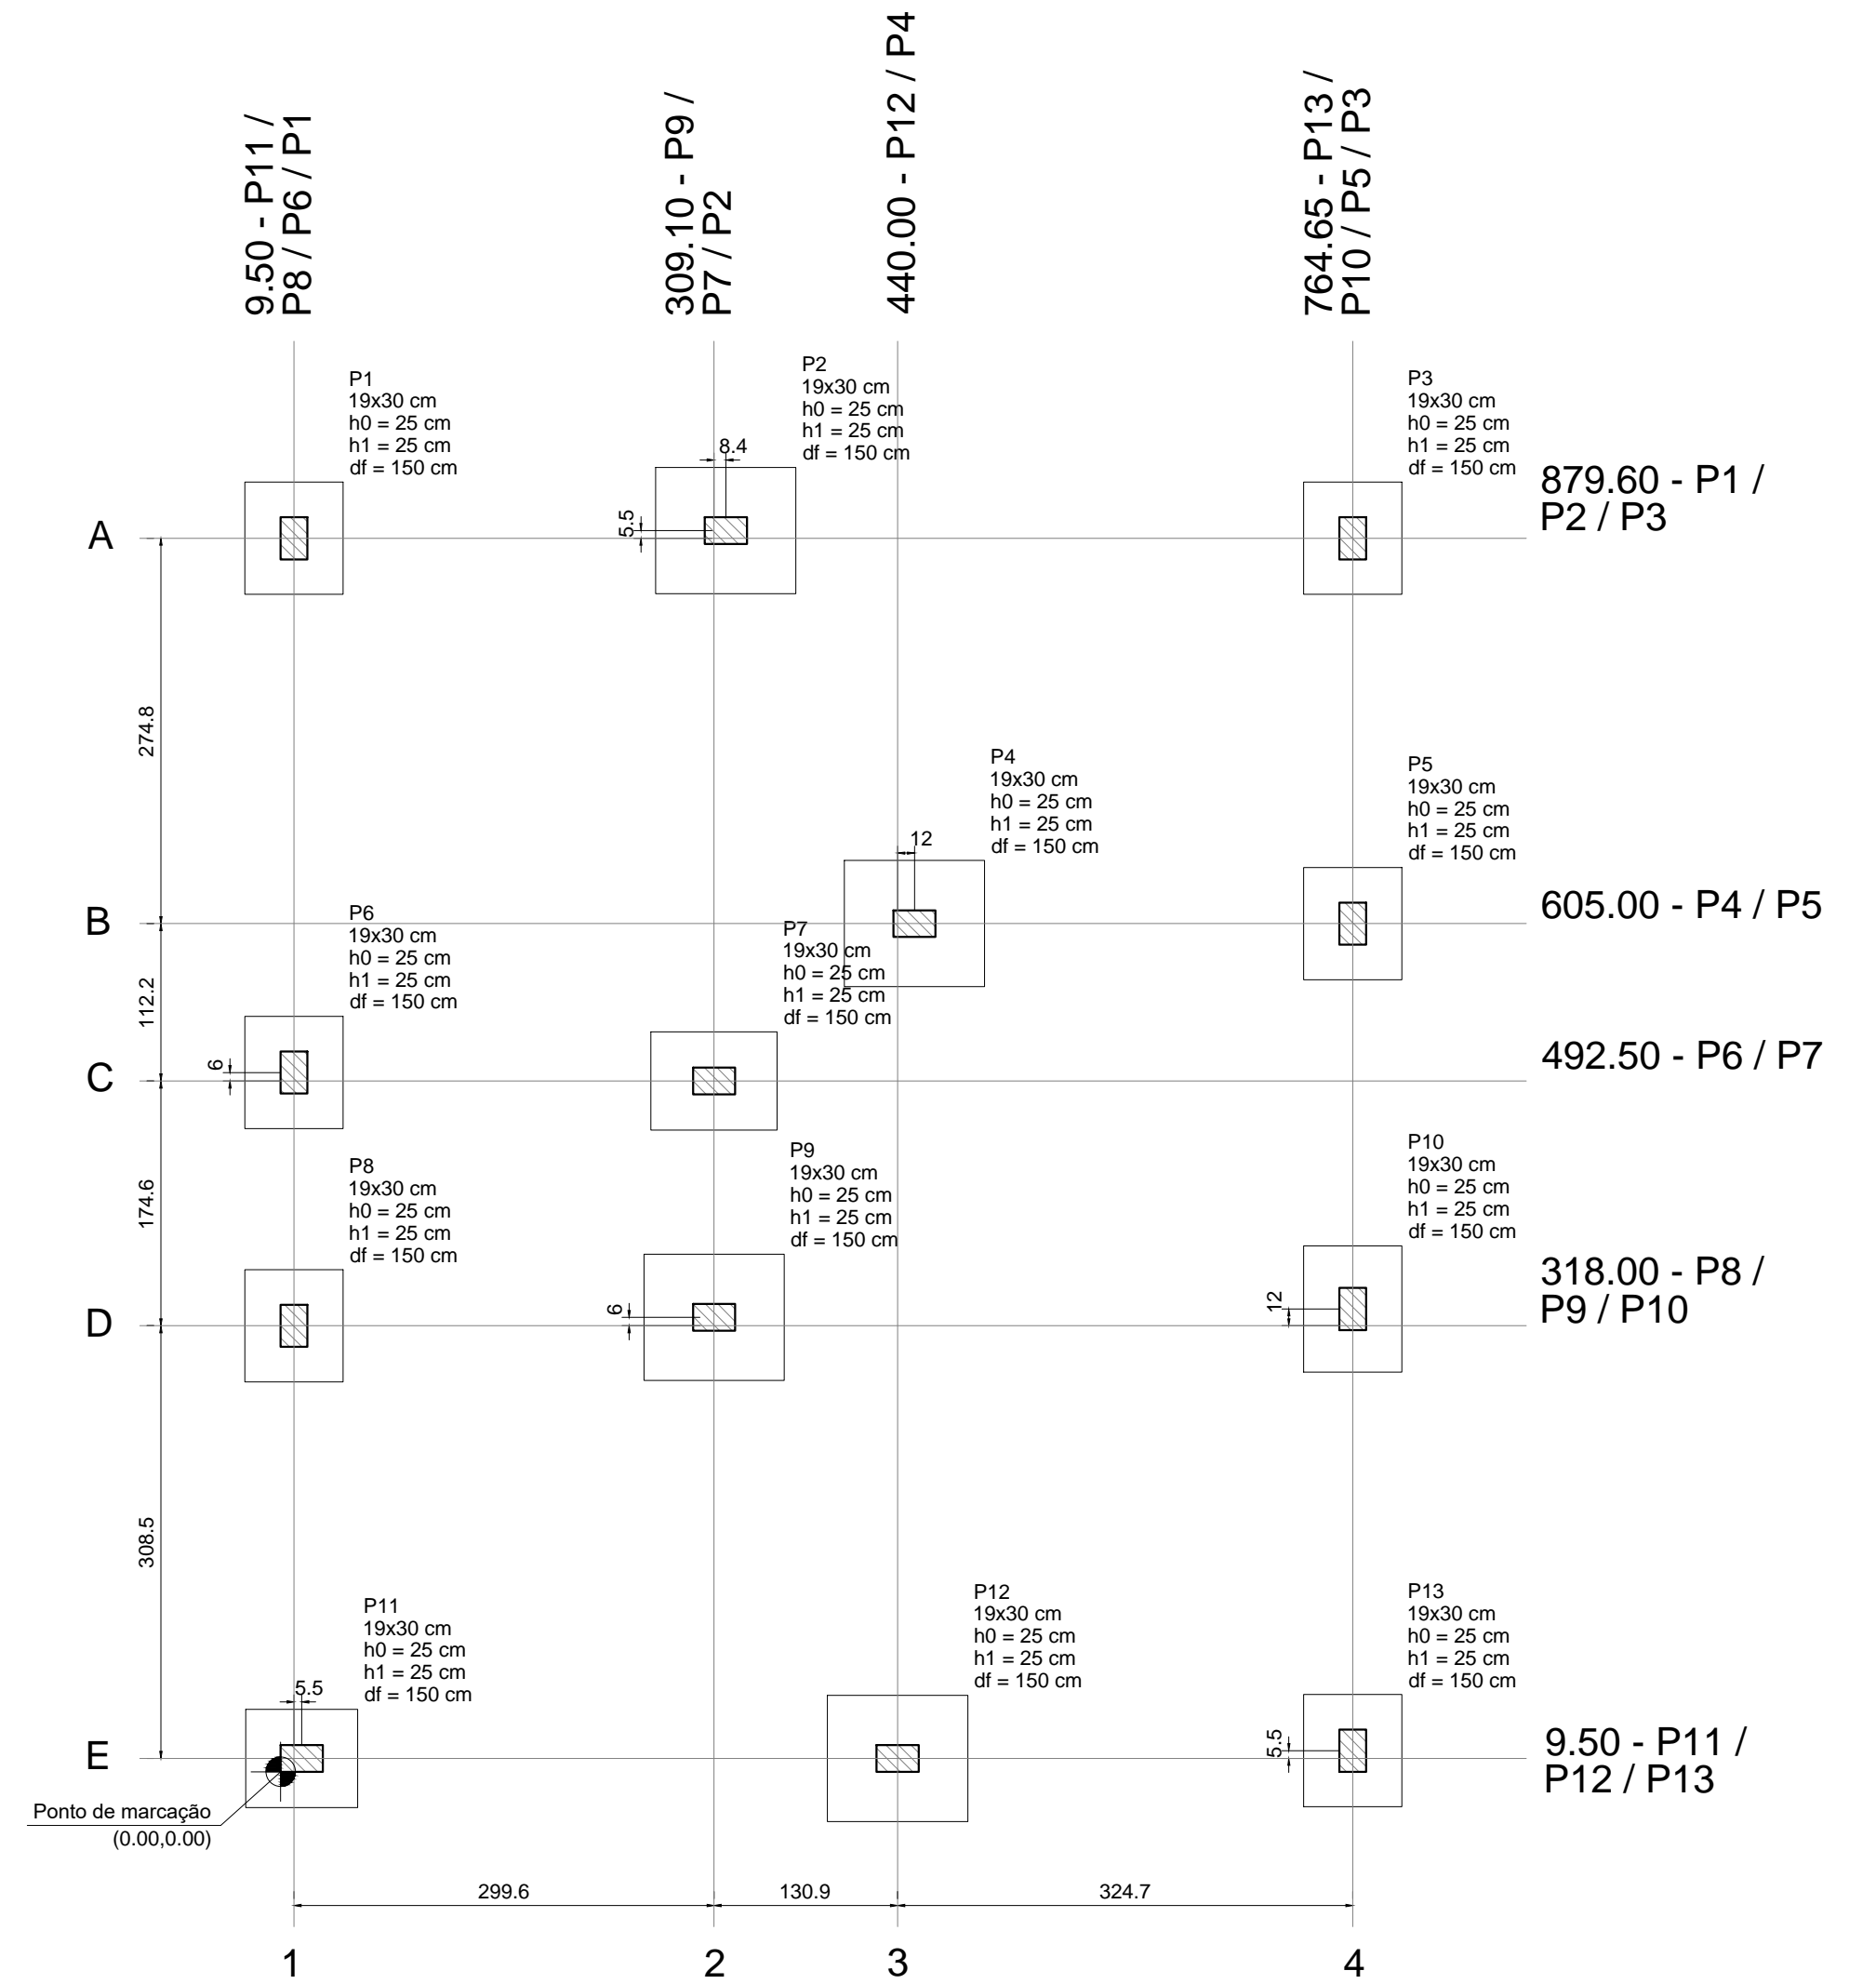 9.50 - P11 /
P8 / P6 / P1
309.10 - P9 /
P7 / P2
440.00 - P12 / P4
764.65 - P13 /
P10 / P5 / P3
P1
19x30 cm
h0 = 25 cm
h1 = 25 cm
df = 150 cm
P2
19x30 cm
h0 = 25 cm
h1 = 25 cm
df = 150 cm
8.4
5.5
P3
19x30 cm
h0 = 25 cm
h1 = 25 cm
df = 150 cm
879.60 - P1 /
P2 / P3
A
274.8
P4
19x30 cm
h0 = 25 cm
h1 = 25 cm
df = 150 cm
12
P5
19x30 cm
h0 = 25 cm
h1 = 25 cm
df = 150 cm
605.00 - P4 / P5
B
112.2
P6
19x30 cm
h0 = 25 cm
h1 = 25 cm
df = 150 cm
6
P7
19x30 cm
h0 = 25 cm
h1 = 25 cm
df = 150 cm
492.50 - P6 / P7
C
174.6
P8
19x30 cm
h0 = 25 cm
h1 = 25 cm
df = 150 cm
P9
19x30 cm
h0 = 25 cm
h1 = 25 cm
df = 150 cm
6
P10
19x30 cm
h0 = 25 cm
h1 = 25 cm
df = 150 cm
12
318.00 - P8 /
P9 / P10
D
308.5
P11
19x30 cm
h0 = 25 cm
h1 = 25 cm
df = 150 cm
5.5
P12
19x30 cm
h0 = 25 cm
h1 = 25 cm
df = 150 cm
P13
19x30 cm
h0 = 25 cm
h1 = 25 cm
df = 150 cm
5.5
9.50 - P11 /
P12 / P13
E
Ponto de marcação
(0.00,0.00)
299.6
130.9
324.7
1
2
3
4